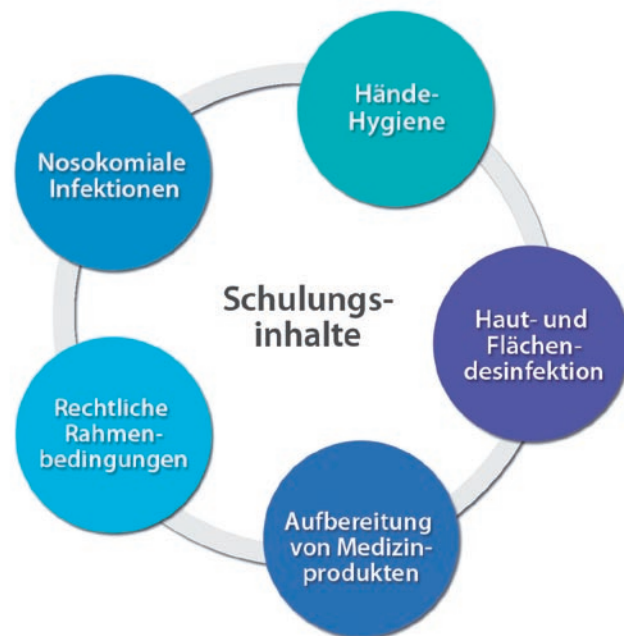 Hände-
Hygiene
Nosokomiale
Infektionen
Schulungs-
inhalte
Haut- und
Flächen-
desinfektion
Rechtliche
Rahmen-
bedingungen
Aufbereitung
von Medizin-
produkten